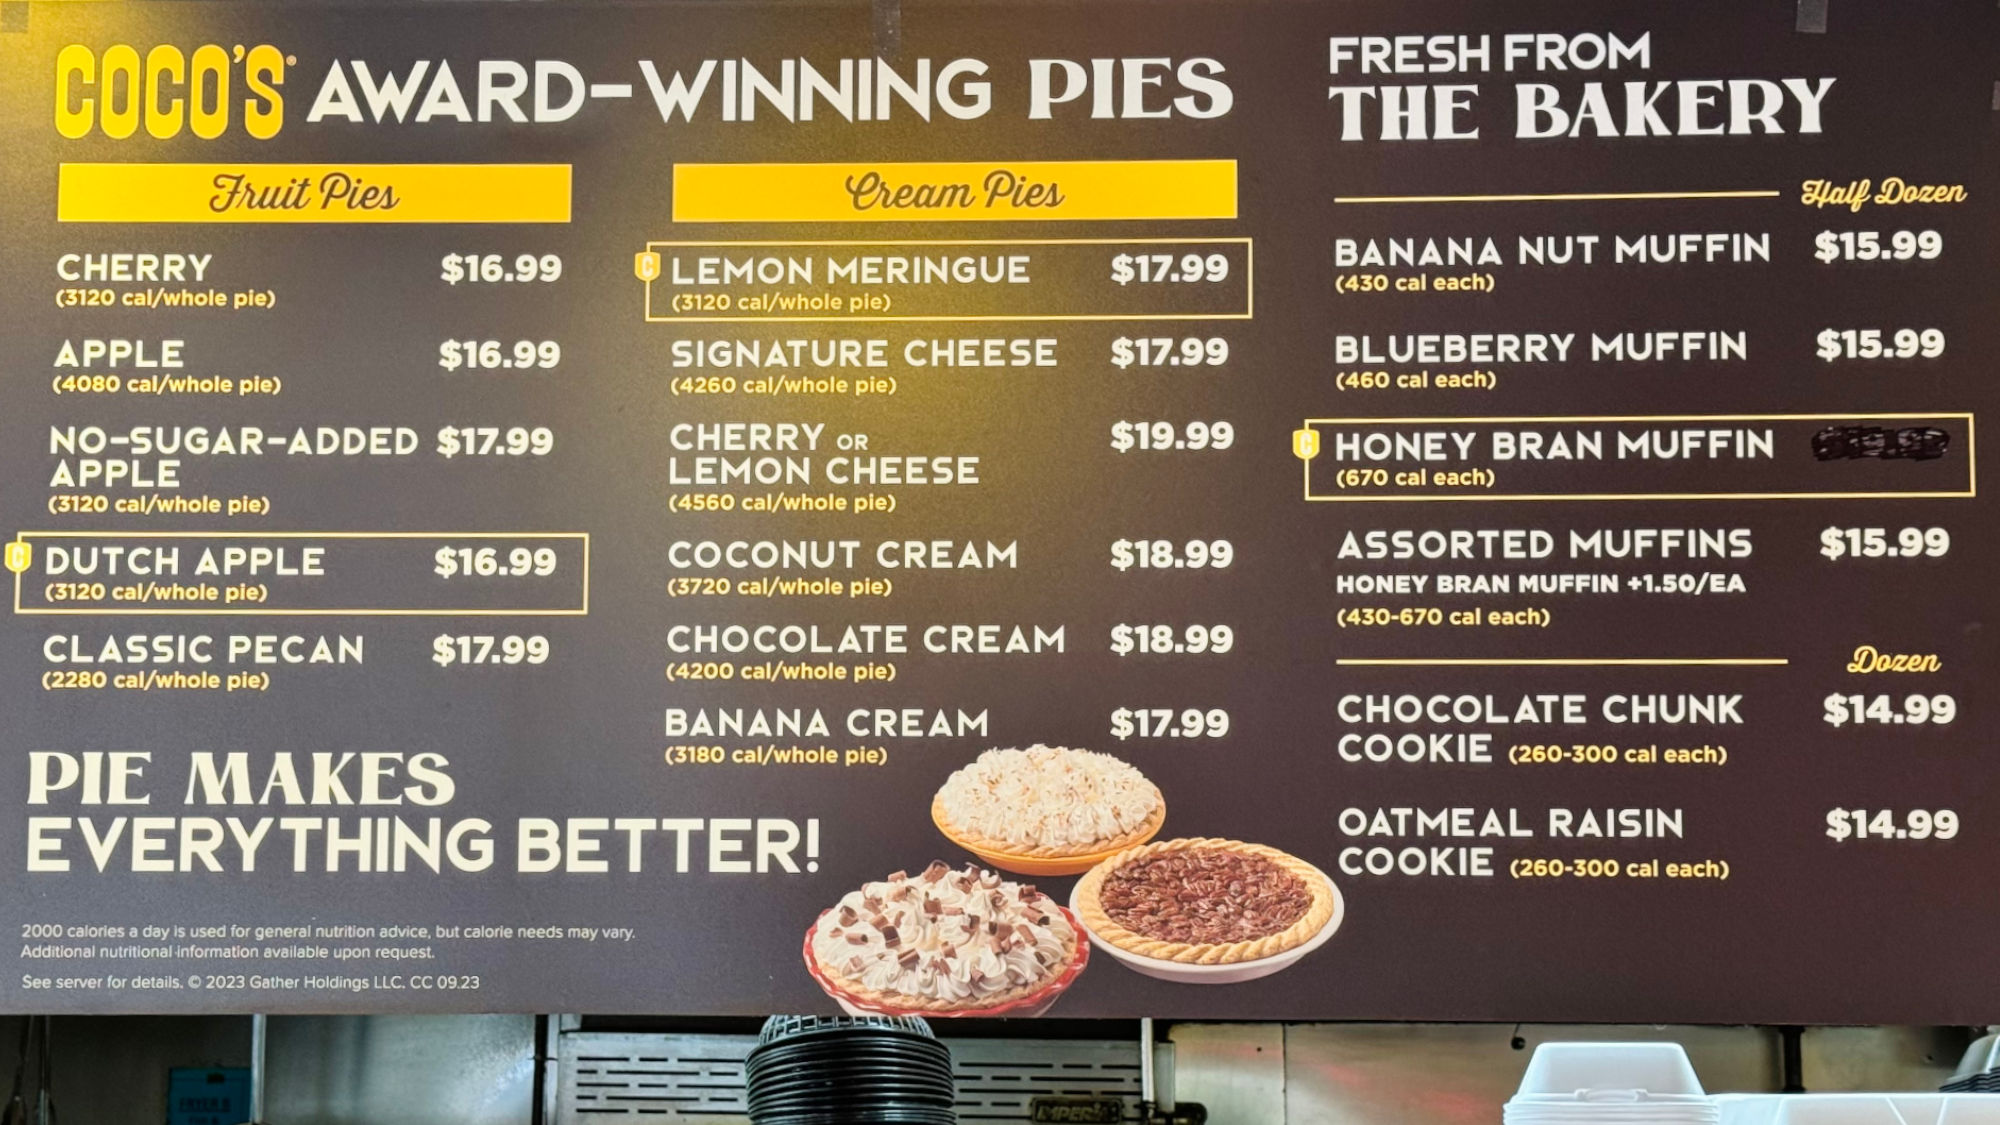 COCO'S® AWARD-WINNING PIES
Fruit Pies
CHERRY $16.99
(3120 cal/whole pie)
APPLE $16.99
(4080 cal/whole pie)
NO-SUGAR-ADDED $17.99
APPLE
(3120 cal/whole pie)
C DUTCH APPLE $16.99
(3120 cal/whole pie)
CLASSIC PECAN $17.99
(2280 cal/whole pie)
Cream Pies
C LEMON MERINGUE $17.99
(3120 cal/whole pie)
SIGNATURE CHEESE $17.99
(4260 cal/whole pie)
CHERRY OR $19.99
LEMON CHEESE
(4560 cal/whole pie)
COCONUT CREAM $18.99
(3720 cal/whole pie)
CHOCOLATE CREAM $18.99
(4200 cal/whole pie)
BANANA CREAM $17.99
(3180 cal/whole pie)
FRESH FROM
THE BAKERY
Half Dozen
BANANA NUT MUFFIN $15.99
(430 cal each)
BLUEBERRY MUFFIN $15.99
(460 cal each)
C HONEY BRAN MUFFIN
(670 cal each)
ASSORTED MUFFINS $15.99
HONEY BRAN MUFFIN +1.50/EA
(430-670 cal each)
Dozen
CHOCOLATE CHUNK $14.99
COOKIE (260-300 cal each)
OATMEAL RAISIN $14.99
COOKIE (260-300 cal each)
PIE MAKES
EVERYTHING BETTER!
2000 calories a day is used for general nutrition advice, but calorie needs may vary.
Additional nutritional information available upon request.
See server for details. © 2023 Gather Holdings LLC. CC 09.23